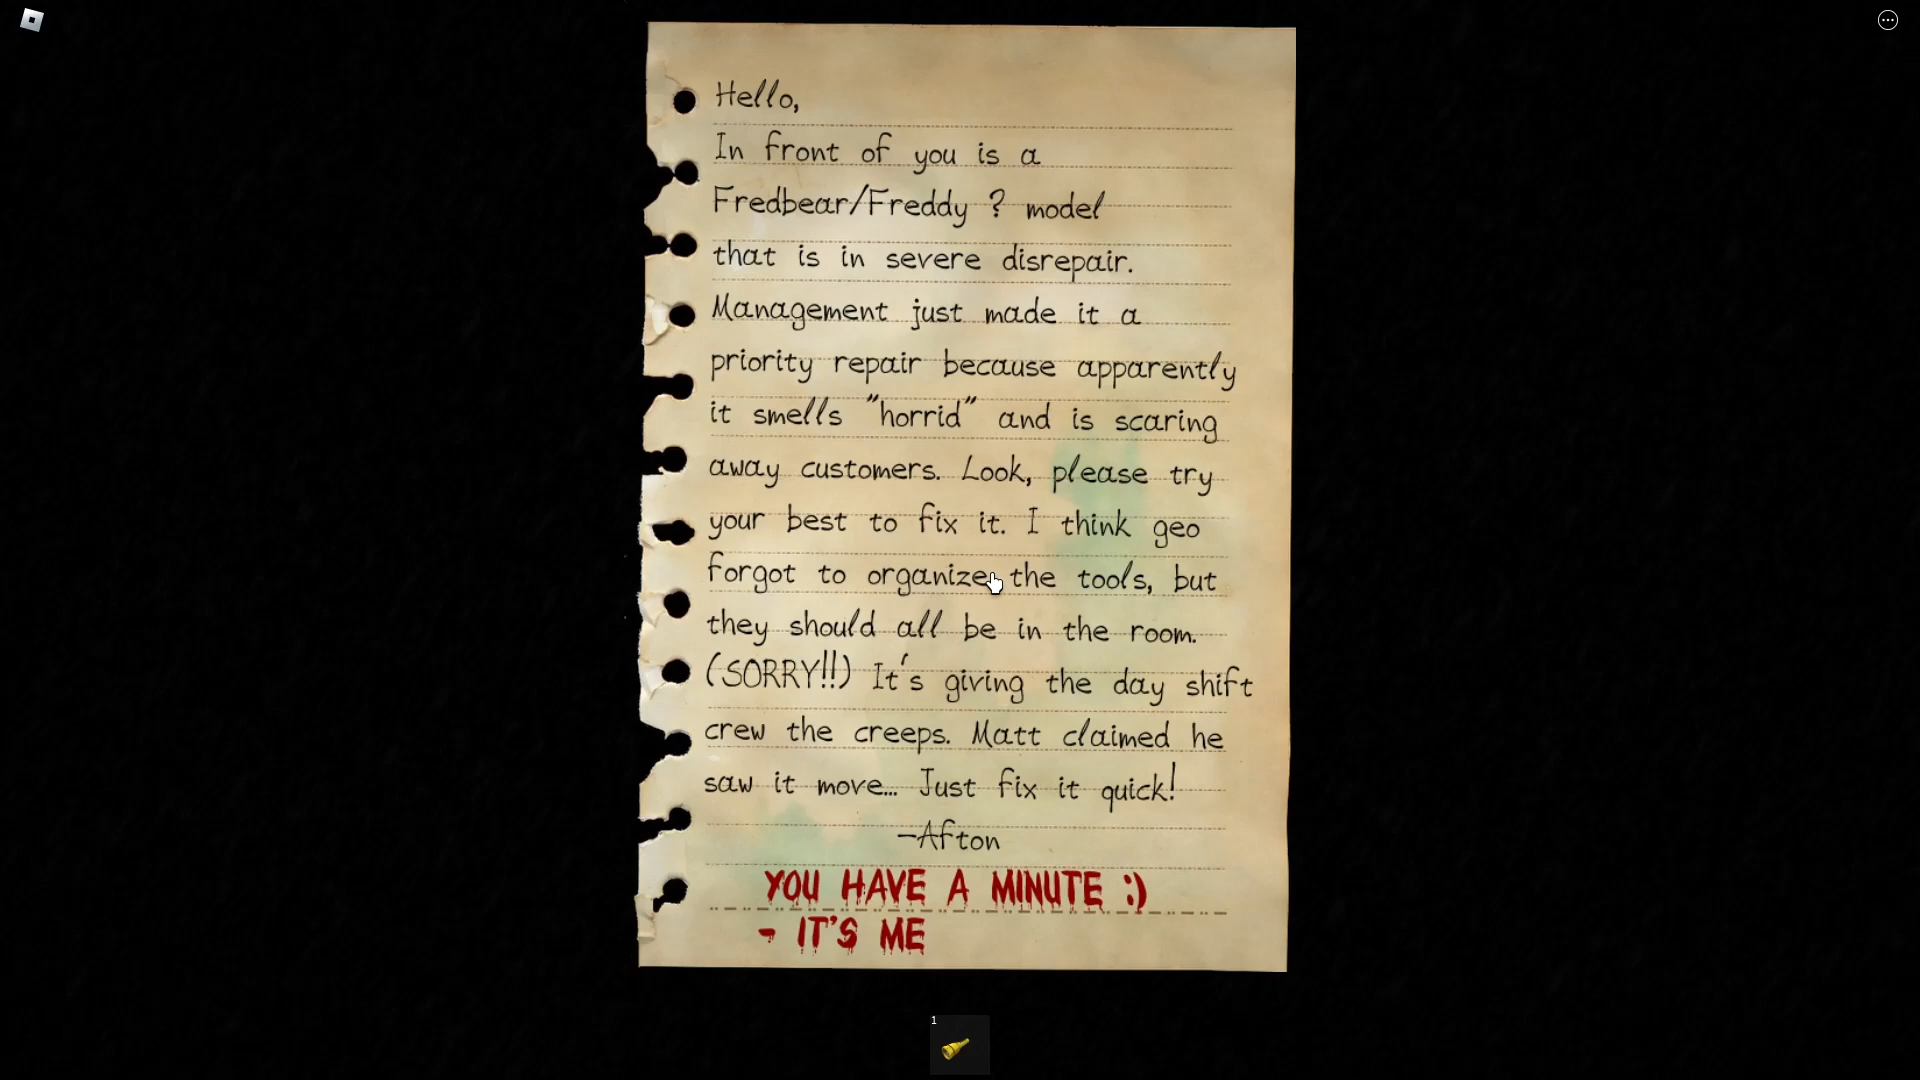 Hello,
In front of you is a
Fredbear/Freddy ? model
that is in severe disrepair.
Management just made it a
priority repair because apparently
it smells "horrid" and is scaring
away customers. Look, please try
your best to fix it. I think geo
forgot to organize the tools, but
they should all be in the room.
(SORRY!!) It's giving the day shift
crew the creeps. Matt claimed he
saw it move... Just fix it quick!
-Afton
YOU HAVE A MINUTE :)
- IT'S ME
1